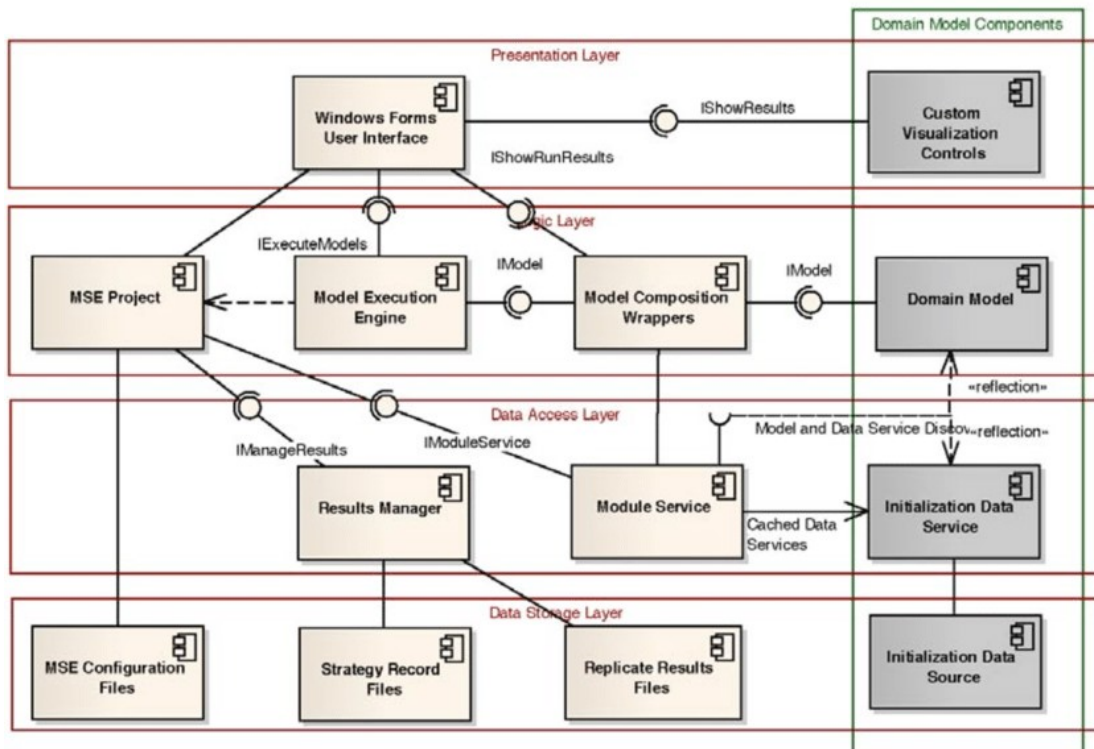 Domain Model Components
Presentation Layer
Windows Forms
User Interface
IShowResults
Custom
Visualization
Controls
IShowRunResults
Layer
IExecuteModels
MSE Project
Model Execution
Engine
IModel
Model Composition
Wrappers
IModel
Domain Model
«reflection»
Data Access Layer
Model and Data Service
«reflection»
IManageResults
IModuleService
Results Manager
Module Service
Cached Data
Services
Initialization Data
Service
Data Storage Layer
MSE Configuration
Files
Strategy Record
Files
Replicate Results
Files
Initialization Data
Source